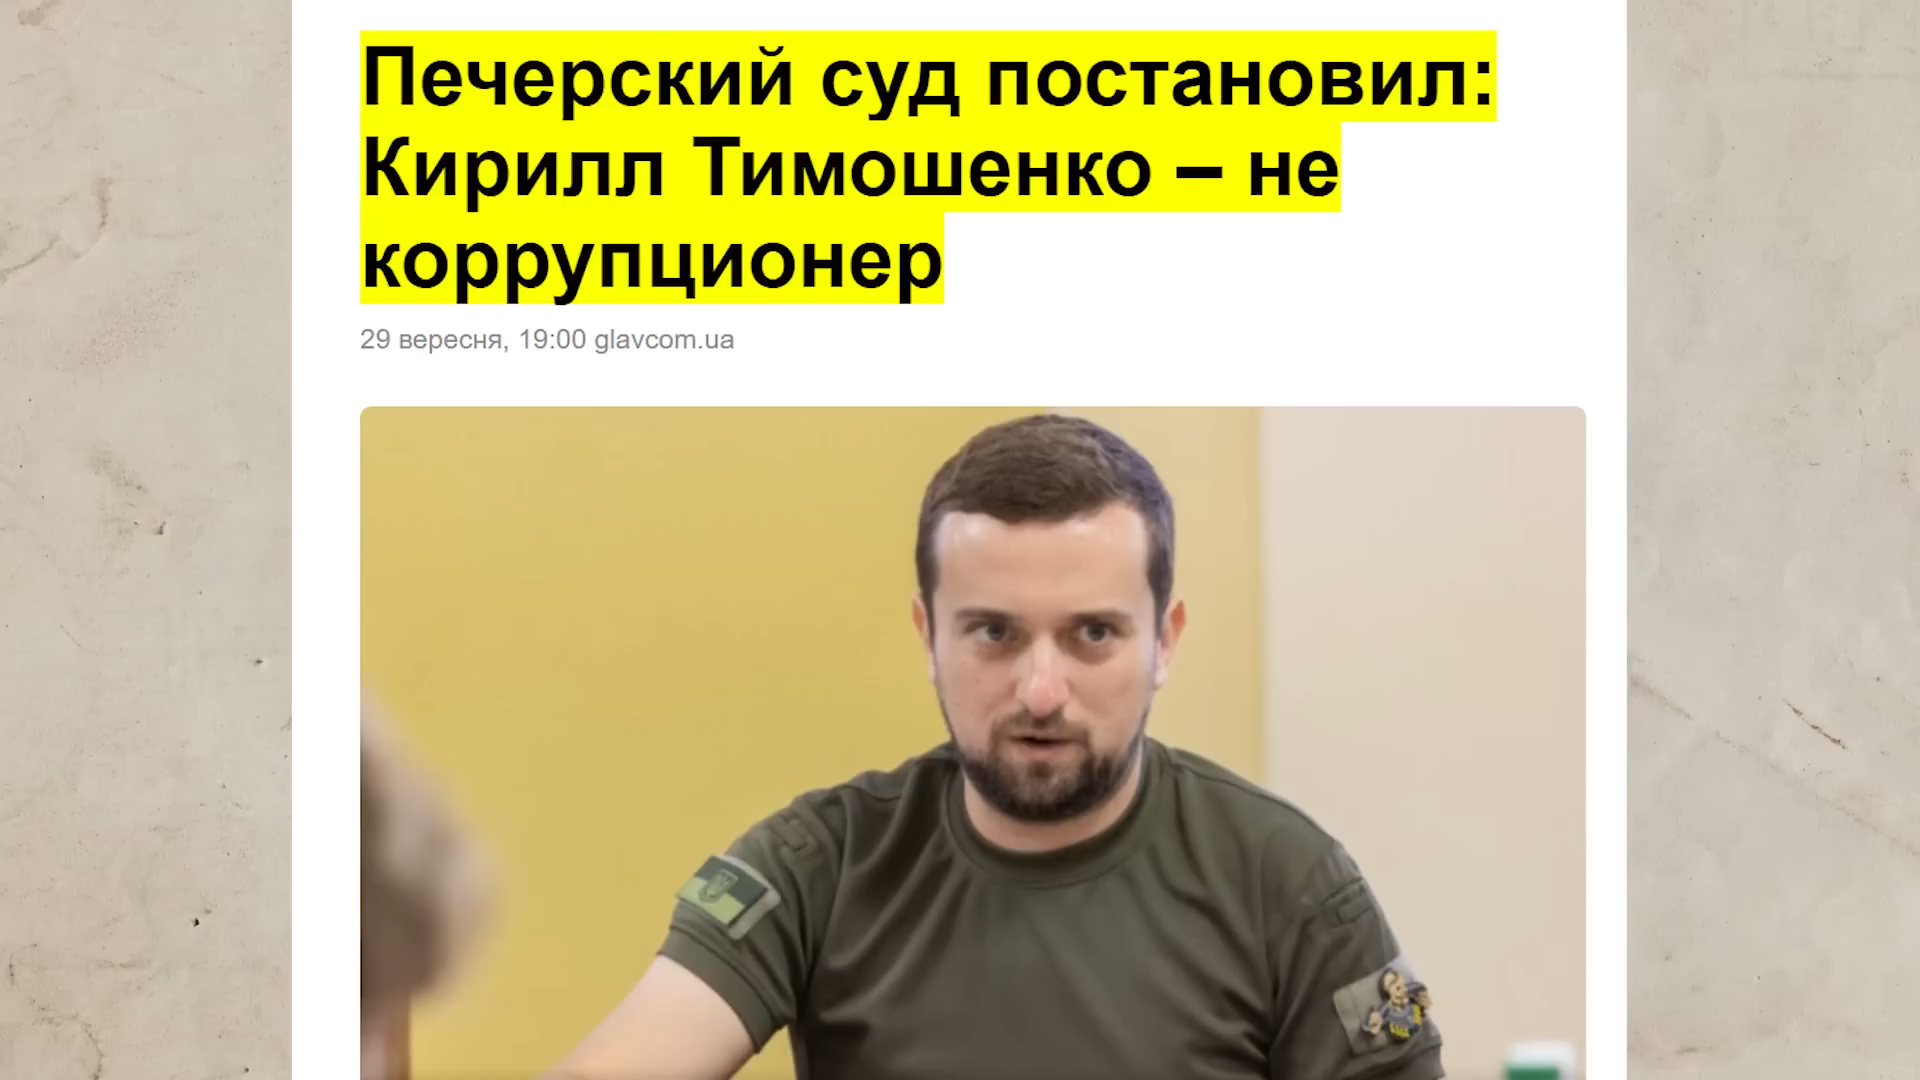 Печерский суд постановил:
Кирилл Тимошенко – не
коррупционер
29 вересня, 19:00 glavcom.ua